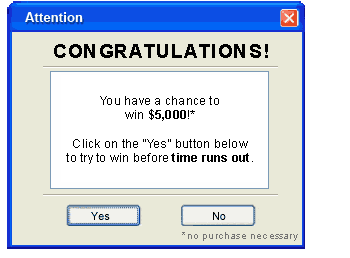 Attention
CONGRATULATIONS!
You have a chance to
win $5,000!*
Click on the "Yes" button below
to try to win before time runs out.
Yes
No
*no purchase necessary